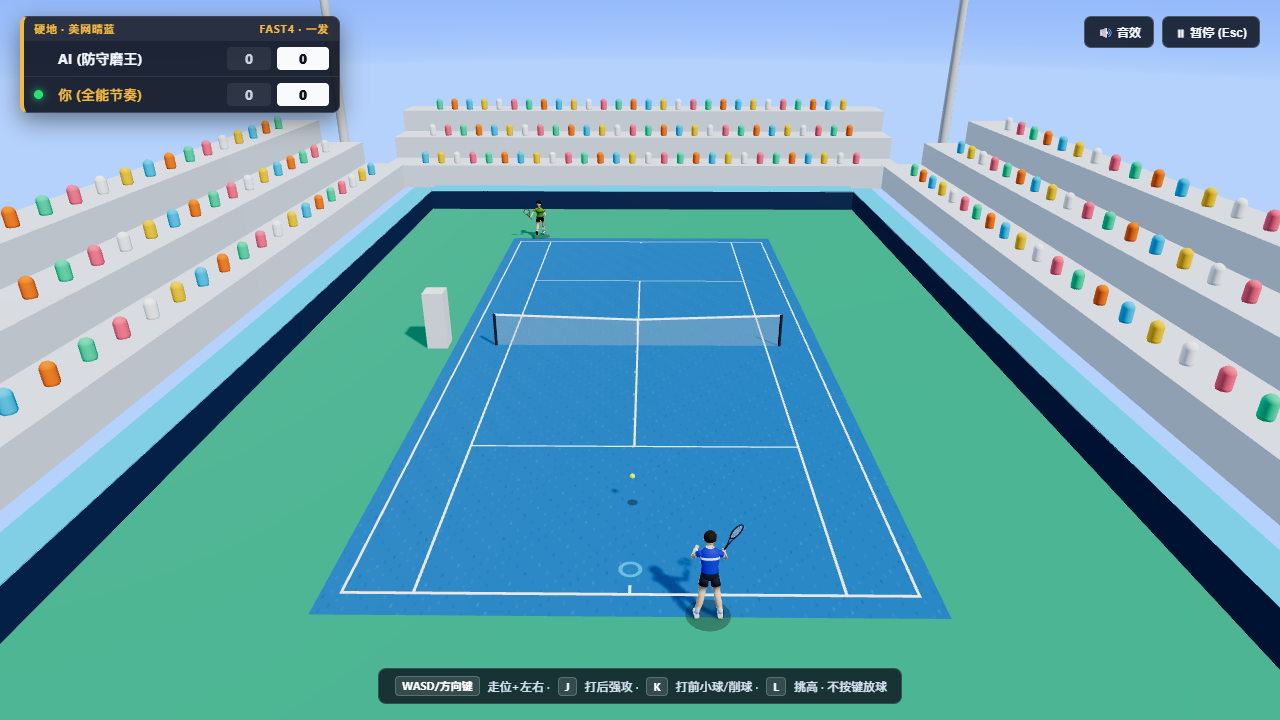 硬地 · 美网晴蓝 FAST4 · 一发
AI (防守磨王) 0 0
你 (全能节奏) 0 0
音效 暂停 (Esc)
WASD/方向键 走位+左右 · J 打后强攻 · K 打前小球/削球 · L 挑高 · 不按键放球